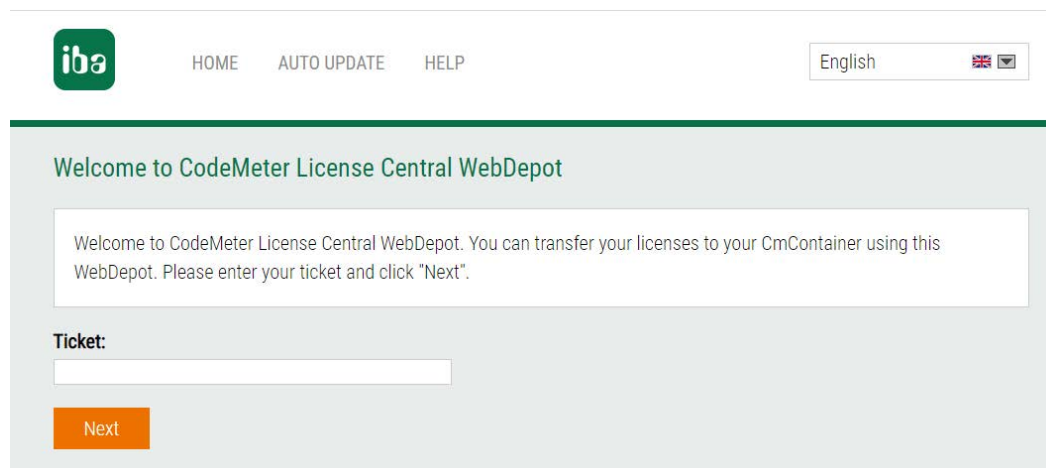 iba
HOME AUTO UPDATE HELP English
Welcome to CodeMeter License Central WebDepot
Welcome to CodeMeter License Central WebDepot. You can transfer your licenses to your CmContainer using this
WebDepot. Please enter your ticket and click "Next".
Ticket:
Next